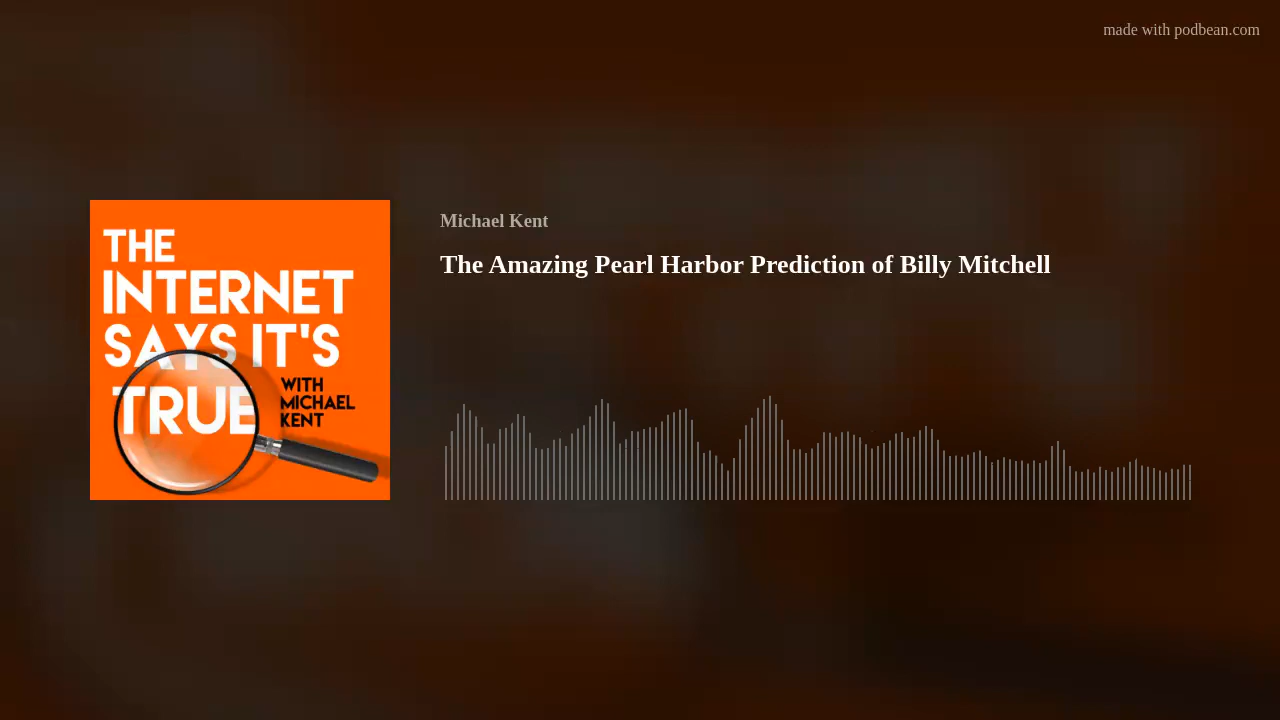 made with podbean.com
THE
INTERNET
SAYS IT'S
TRUE
WITH
MICHAEL
KENT
Michael Kent
The Amazing Pearl Harbor Prediction of Billy Mitchell